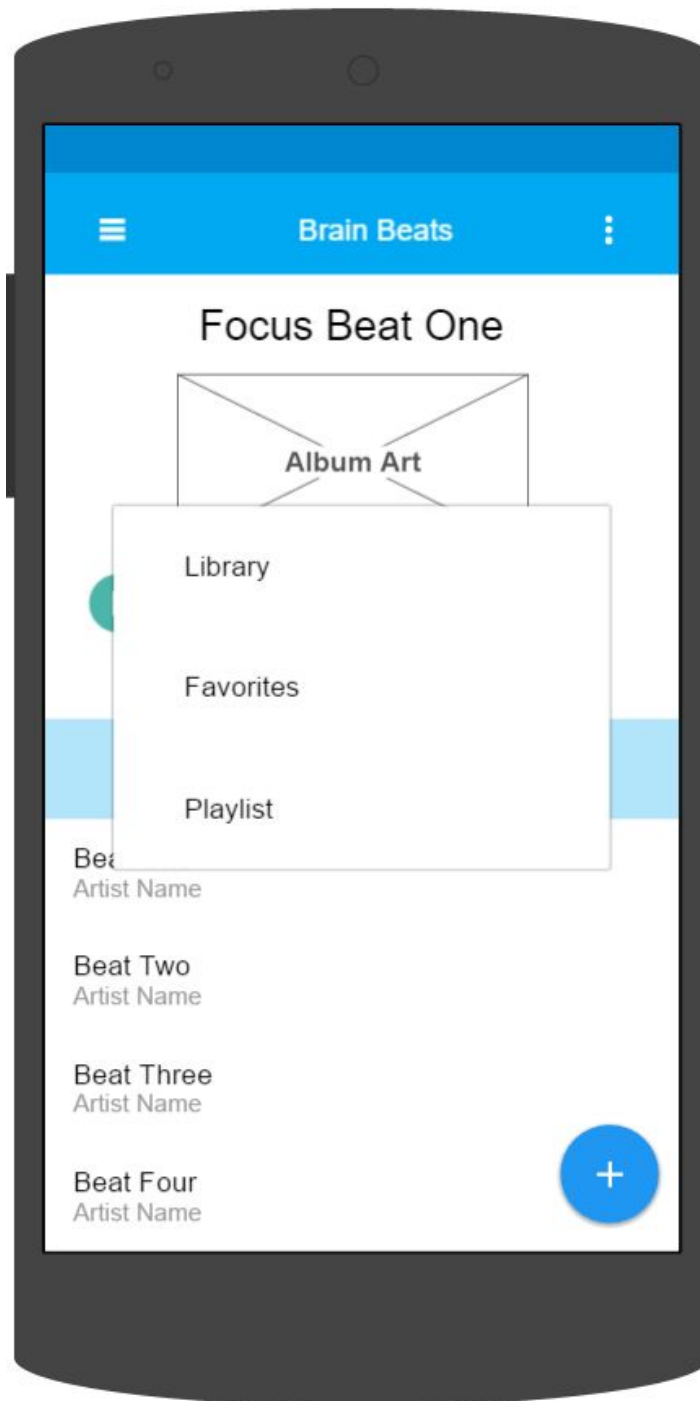 Brain Beats
Focus Beat One
Album Art
Library
Favorites
Playlist
Artist Name
Beat Two
Artist Name
Beat Three
Artist Name
Beat Four
Artist Name